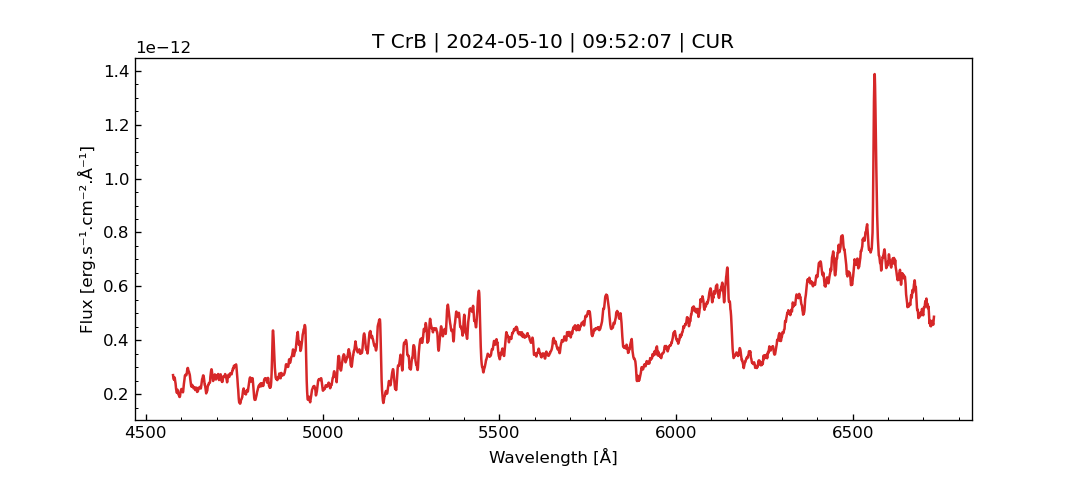 T CrB | 2024-05-10 | 09:52:07 | CUR
1e−12
Flux [erg.s⁻¹.cm⁻².Å⁻¹]
1.4
1.2
1.0
0.8
0.6
0.4
0.2
4500 5000 5500 6000 6500
Wavelength [Å]